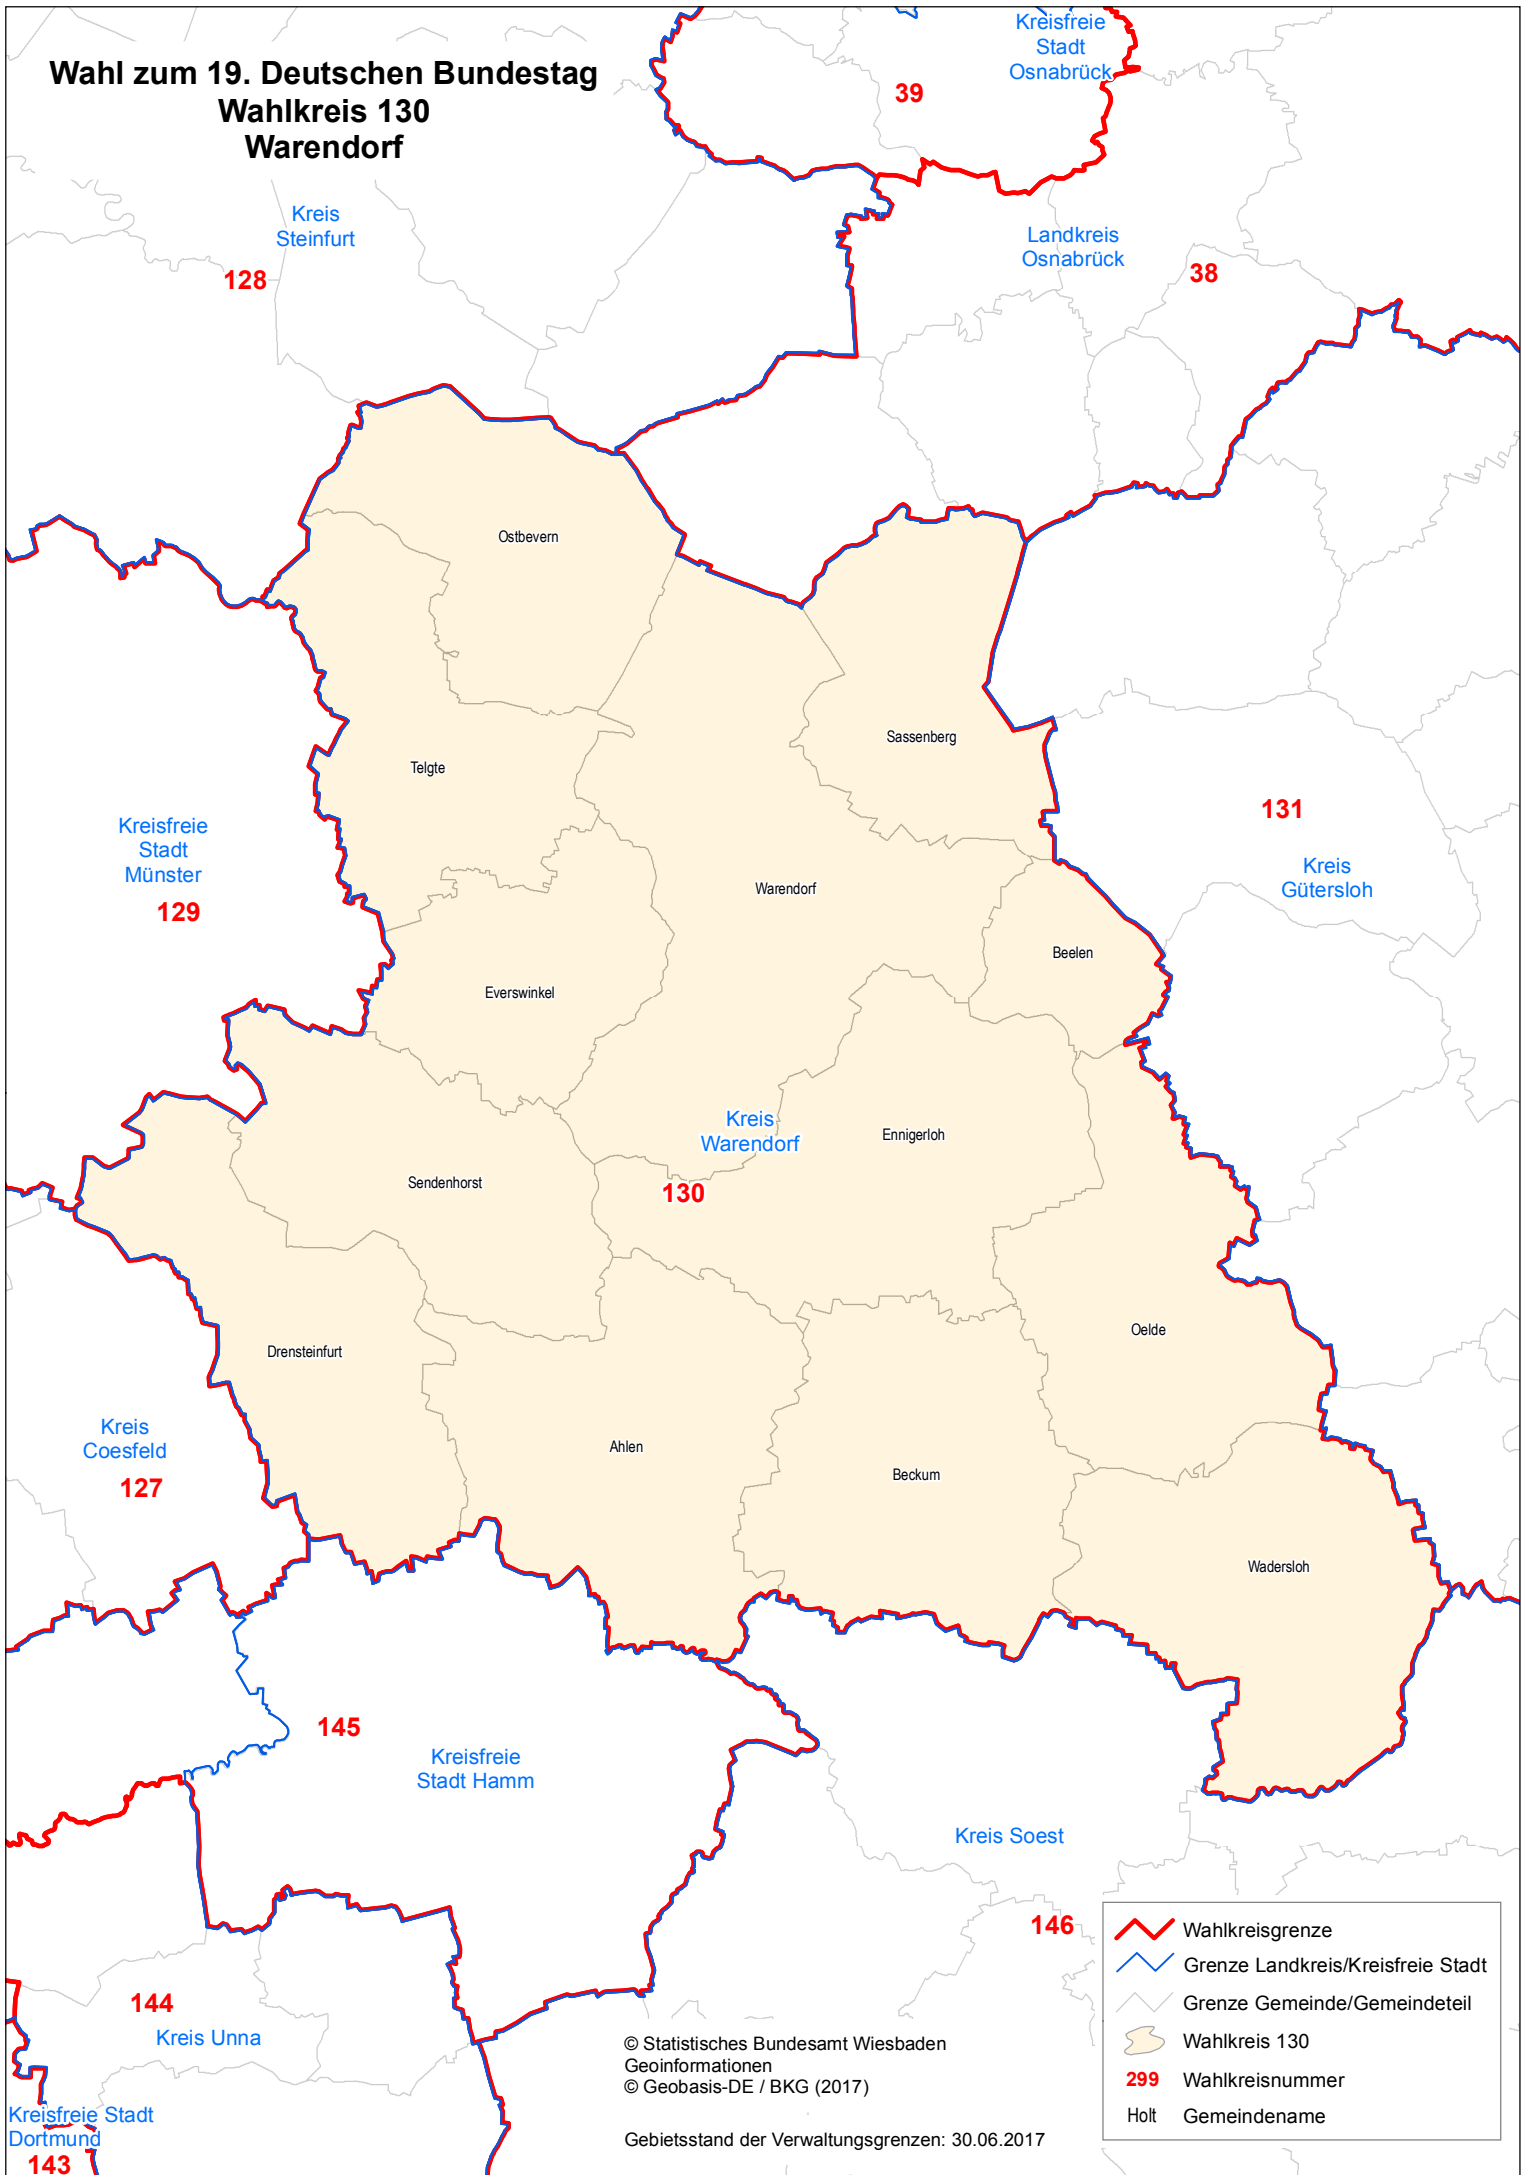 Wahl zum 19. Deutschen Bundestag
Wahlkreis 130
Warendorf
Kreisfreie
Stadt
Osnabrück
39
Kreis
Steinfurt
128
Landkreis
Osnabrück
38
Ostbevern
Sassenberg
Telgte
131
Kreisfreie
Stadt
Münster
129
Kreis
Gütersloh
Warendorf
Beelen
Everswinkel
Kreis
Warendorf
Ennigerloh
Sendenhorst
130
Oelde
Drensteinfurt
Kreis
Coesfeld
127
Ahlen
Beckum
Wadersloh
145
Kreisfreie
Stadt Hamm
Kreis Soest
146
144
Kreis Unna
Kreisfreie Stadt
Dortmund
143
© Statistisches Bundesamt Wiesbaden
Geoinformationen
© Geobasis-DE / BKG (2017)
Gebietsstand der Verwaltungsgrenzen: 30.06.2017
Wahlkreisgrenze
Grenze Landkreis/Kreisfreie Stadt
Grenze Gemeinde/Gemeindeteil
Wahlkreis 130
299 Wahlkreisnummer
Holt Gemeindename